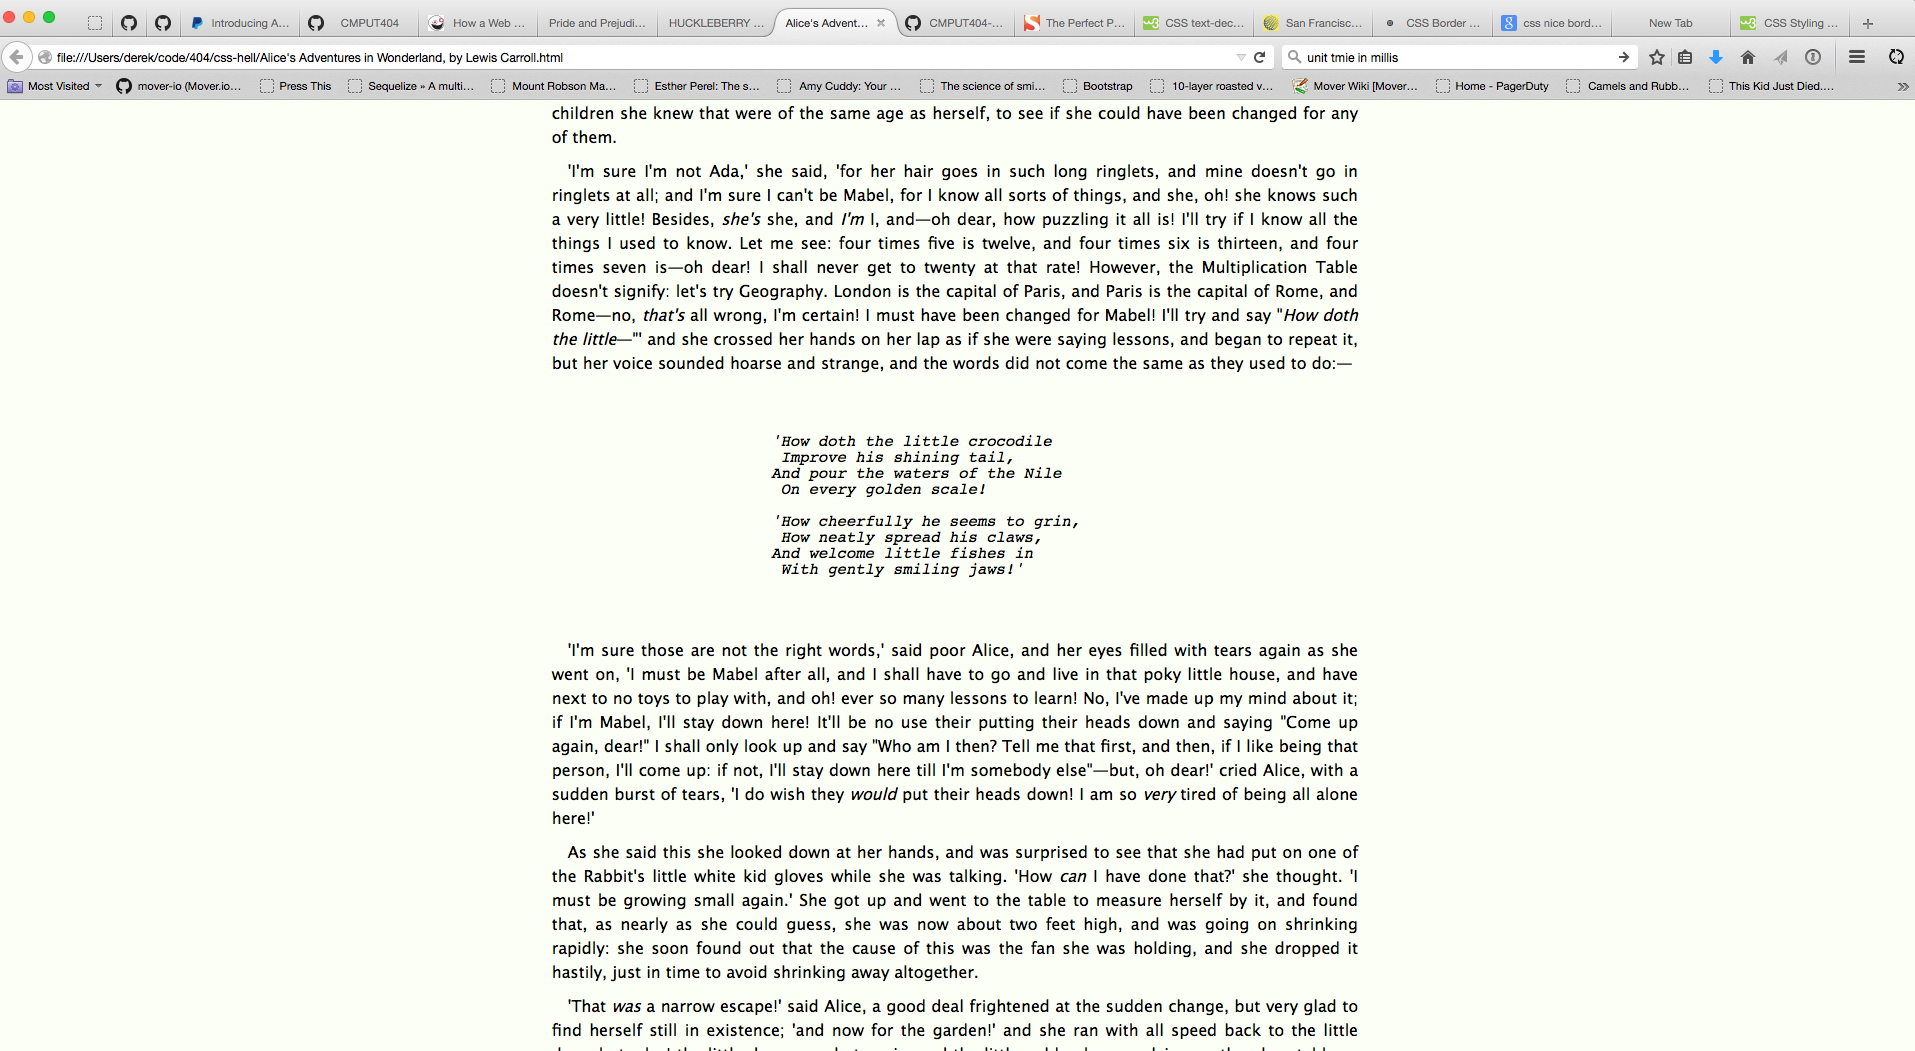 Introducing A...
CMPUT404
How a Web ...
Pride and Prejudi...
HUCKLEBERRY ...
Alice's Advent...
CMPUT404-...
The Perfect P...
CSS text-dec...
San Francisc...
CSS Border ...
css nice bord...
New Tab
CSS Styling ...
file:///Users/derek/code/404/css-hell/Alice's Adventures in Wonderland, by Lewis Carroll.html
unit tmie in millis
Most Visited
mover-io (Mover.io...
Press This
Sequelize » A multi...
Mount Robson Ma...
Esther Perel: The s...
Amy Cuddy: Your ...
The science of smi...
Bootstrap
10-layer roasted v...
Mover Wiki [Mover...
Home - PagerDuty
Camels and Rubb...
This Kid Just Died....
children she knew that were of the same age as herself, to see if she could have been changed for any
of them.
'I'm sure I'm not Ada,' she said, 'for her hair goes in such long ringlets, and mine doesn't go in
ringlets at all; and I'm sure I can't be Mabel, for I know all sorts of things, and she, oh! she knows such
a very little! Besides, she's she, and I'm I, and—oh dear, how puzzling it all is! I'll try if I know all the
things I used to know. Let me see: four times five is twelve, and four times six is thirteen, and four
times seven is—oh dear! I shall never get to twenty at that rate! However, the Multiplication Table
doesn't signify: let's try Geography. London is the capital of Paris, and Paris is the capital of Rome, and
Rome—no, that's all wrong, I'm certain! I must have been changed for Mabel! I'll try and say "How doth
the little—"' and she crossed her hands on her lap as if she were saying lessons, and began to repeat it,
but her voice sounded hoarse and strange, and the words did not come the same as they used to do:—
'How doth the little crocodile
Improve his shining tail,
And pour the waters of the Nile
On every golden scale!
'How cheerfully he seems to grin,
How neatly spread his claws,
And welcome little fishes in
With gently smiling jaws!'
'I'm sure those are not the right words,' said poor Alice, and her eyes filled with tears again as she
went on, 'I must be Mabel after all, and I shall have to go and live in that poky little house, and have
next to no toys to play with, and oh! ever so many lessons to learn! No, I've made up my mind about it;
if I'm Mabel, I'll stay down here! It'll be no use their putting their heads down and saying "Come up
again, dear!" I shall only look up and say "Who am I then? Tell me that first, and then, if I like being that
person, I'll come up: if not, I'll stay down here till I'm somebody else"—but, oh dear!' cried Alice, with a
sudden burst of tears, 'I do wish they would put their heads down! I am so very tired of being all alone
here!'
As she said this she looked down at her hands, and was surprised to see that she had put on one of
the Rabbit's little white kid gloves while she was talking. 'How can I have done that?' she thought. 'I
must be growing small again.' She got up and went to the table to measure herself by it, and found
that, as nearly as she could guess, she was now about two feet high, and was going on shrinking
rapidly: she soon found out that the cause of this was the fan she was holding, and she dropped it
hastily, just in time to avoid shrinking away altogether.
'That was a narrow escape!' said Alice, a good deal frightened at the sudden change, but very glad to
find herself still in existence; 'and now for the garden!' and she ran with all speed back to the little